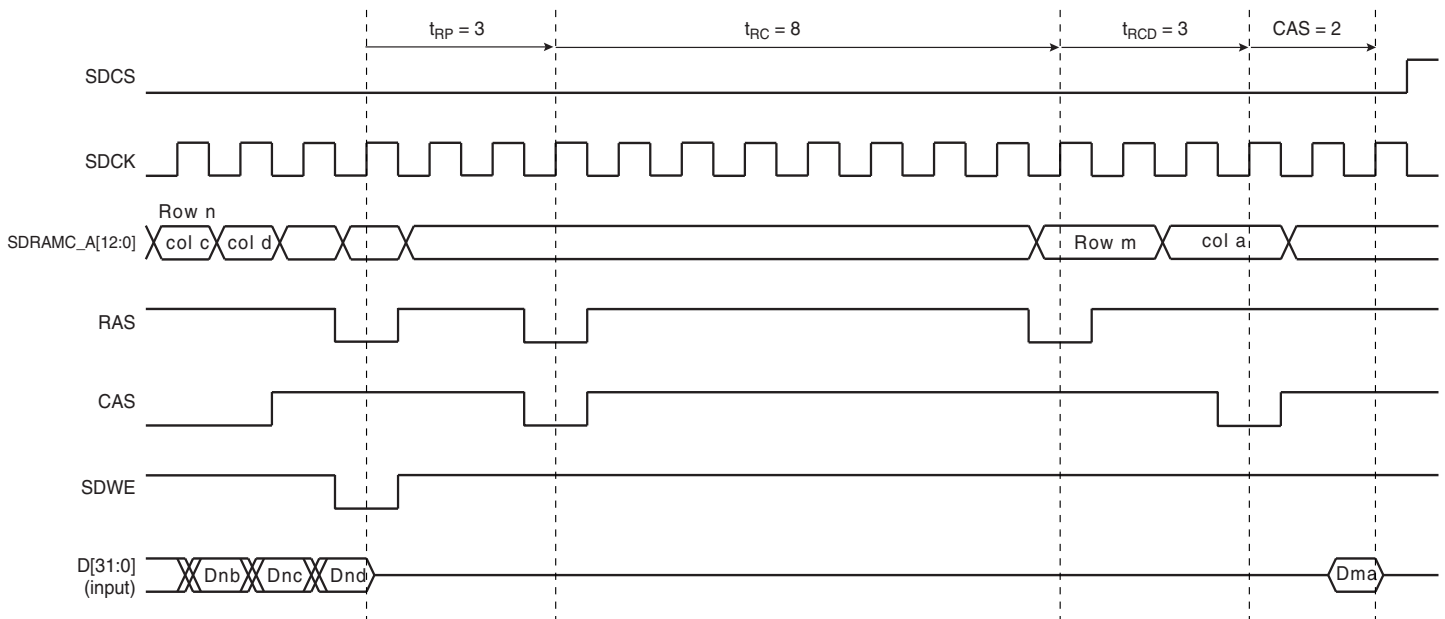 tRP = 3 tRC = 8 tRCD = 3 CAS = 2
SDCS
SDCK
Row n
SDRAMC_A[12:0] col c col d Row m col a
RAS
CAS
SDWE
D[31:0]
(input) Dnb Dnc Dnd Dma